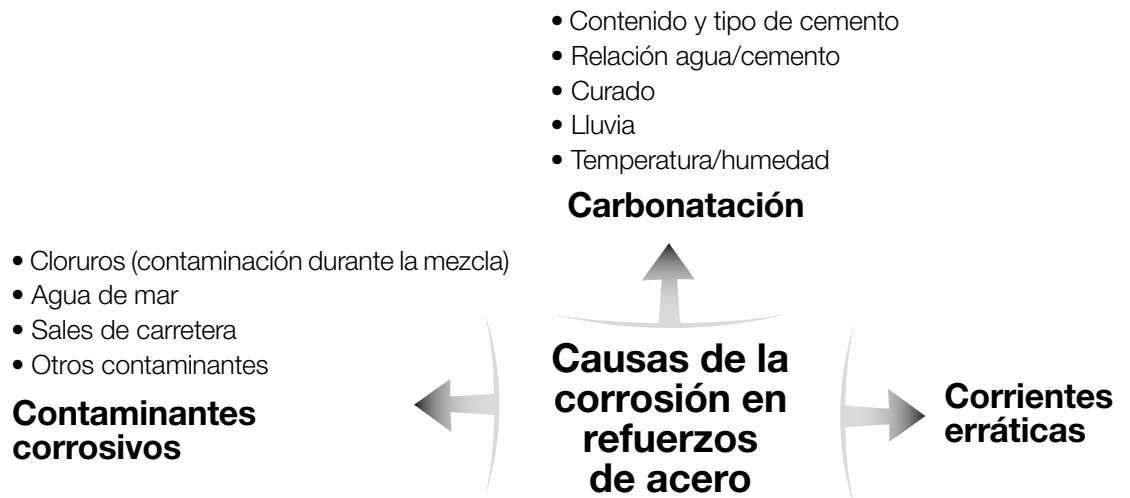 • Contenido y tipo de cemento
• Relación agua/cemento
• Curado
• Lluvia
• Temperatura/humedad
Carbonatación
• Cloruros (contaminación durante la mezcla)
• Agua de mar
• Sales de carretera
• Otros contaminantes
Contaminantes
corrosivos
Causas de la
corrosión en
refuerzos
de acero
Corrientes
erráticas